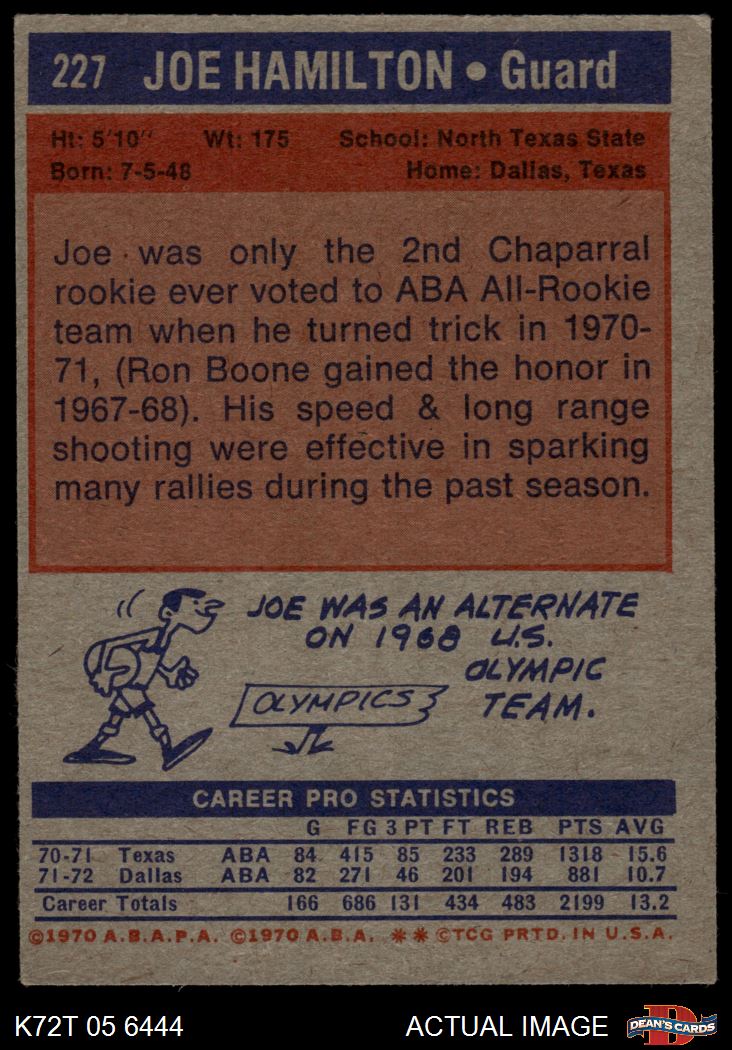 227 JOE HAMILTON • Guard
Ht: 5'10" Wt: 175 School: North Texas State
Born: 7-5-48 Home: Dallas, Texas
Joe was only the 2nd Chaparral
rookie ever voted to ABA All-Rookie
team when he turned trick in 1970-
71, (Ron Boone gained the honor in
1967-68). His speed & long range
shooting were effective in sparking
many rallies during the past season.
JOE WAS AN ALTERNATE
ON 1968 U.S.
OLYMPIC
TEAM.
OLYMPICS
CAREER PRO STATISTICS
G FG 3 PT FT REB PTS AVG
70-71 Texas ABA 84 415 85 233 289 1318 15.6
71-72 Dallas ABA 82 271 46 201 194 881 10.7
Career Totals 166 686 131 434 483 2199 13.2
©1970 A.B.A.P.A. ©1970 A.B.A. ** ©TCG PRTD. IN U.S.A.
K72T 05 6444 ACTUAL IMAGE D DEAN'S CARDS